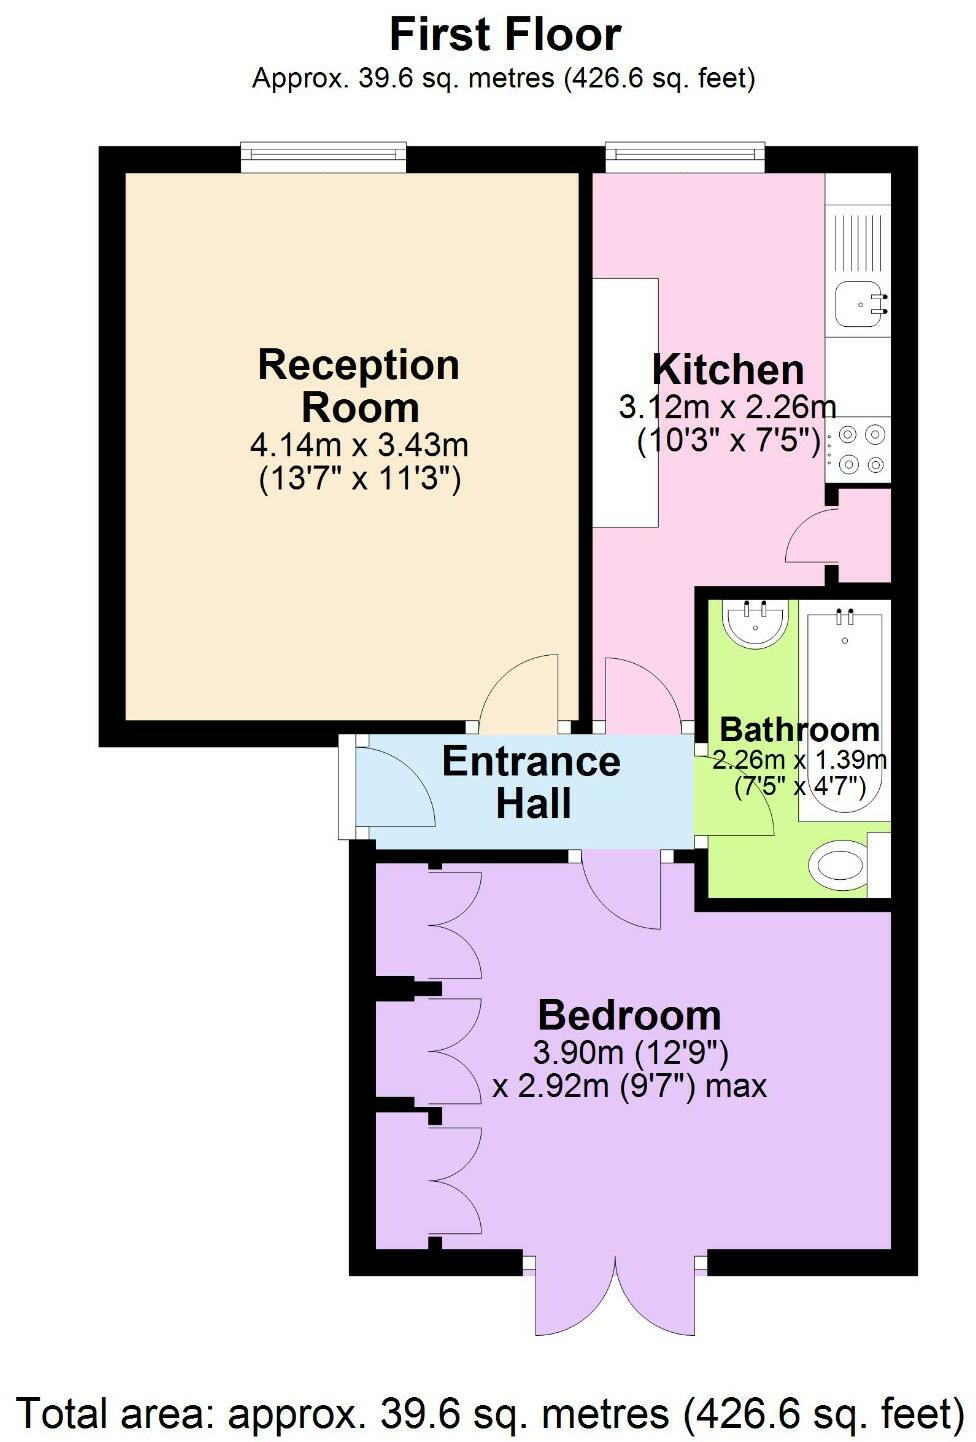 First Floor
Approx. 39.6 sq. metres (426.6 sq. feet)
Reception
Room
4.14m x 3.43m
(13'7" x 11'3")
Kitchen
3.12m x 2.26m
(10'3" x 7'5")
Bathroom
2.26m x 1.39m
(7'5" x 4'7")
Entrance
Hall
Bedroom
3.90m (12'9")
x 2.92m (9'7") max
Total area: approx. 39.6 sq. metres (426.6 sq. feet)